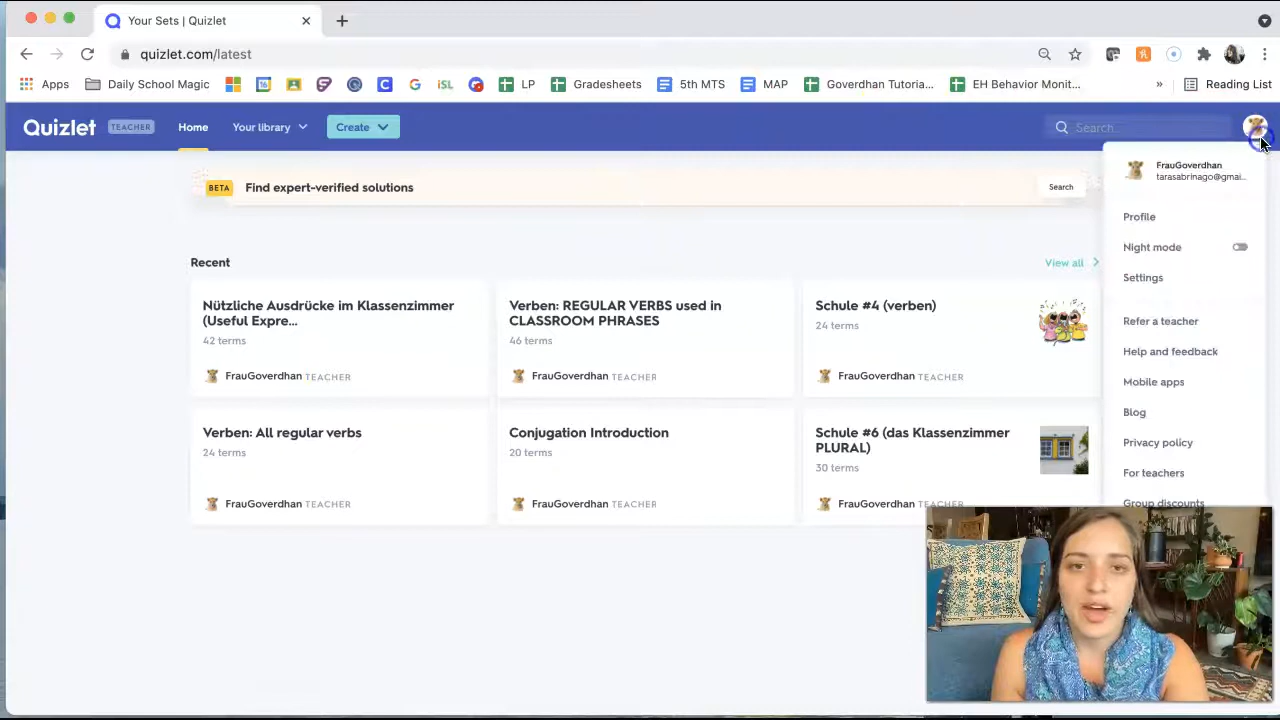 Your Sets | Quizlet
quizlet.com/latest
Apps
Daily School Magic
iSL
LP
Gradesheets
5th MTS
MAP
Goverdhan Tutoria...
EH Behavior Monit...
»
Reading List
Quizlet
TEACHER
Home
Your library
Create
Search...
BETA
Find expert-verified solutions
Search
Recent
View all
Nützliche Ausdrücke im Klassenzimmer
(Useful Expre...
42 terms
FrauGoverdhan TEACHER
Verben: REGULAR VERBS used in
CLASSROOM PHRASES
46 terms
FrauGoverdhan TEACHER
Schule #4 (verben)
24 terms
FrauGoverdhan TEACHER
Verben: All regular verbs
24 terms
FrauGoverdhan TEACHER
Conjugation Introduction
20 terms
FrauGoverdhan TEACHER
Schule #6 (das Klassenzimmer
PLURAL)
30 terms
FrauGoverdhan TEACHER
FrauGoverdhan
tarasabrinago@gmai...
Profile
Night mode
Settings
Refer a teacher
Help and feedback
Mobile apps
Blog
Privacy policy
For teachers
Group discounts